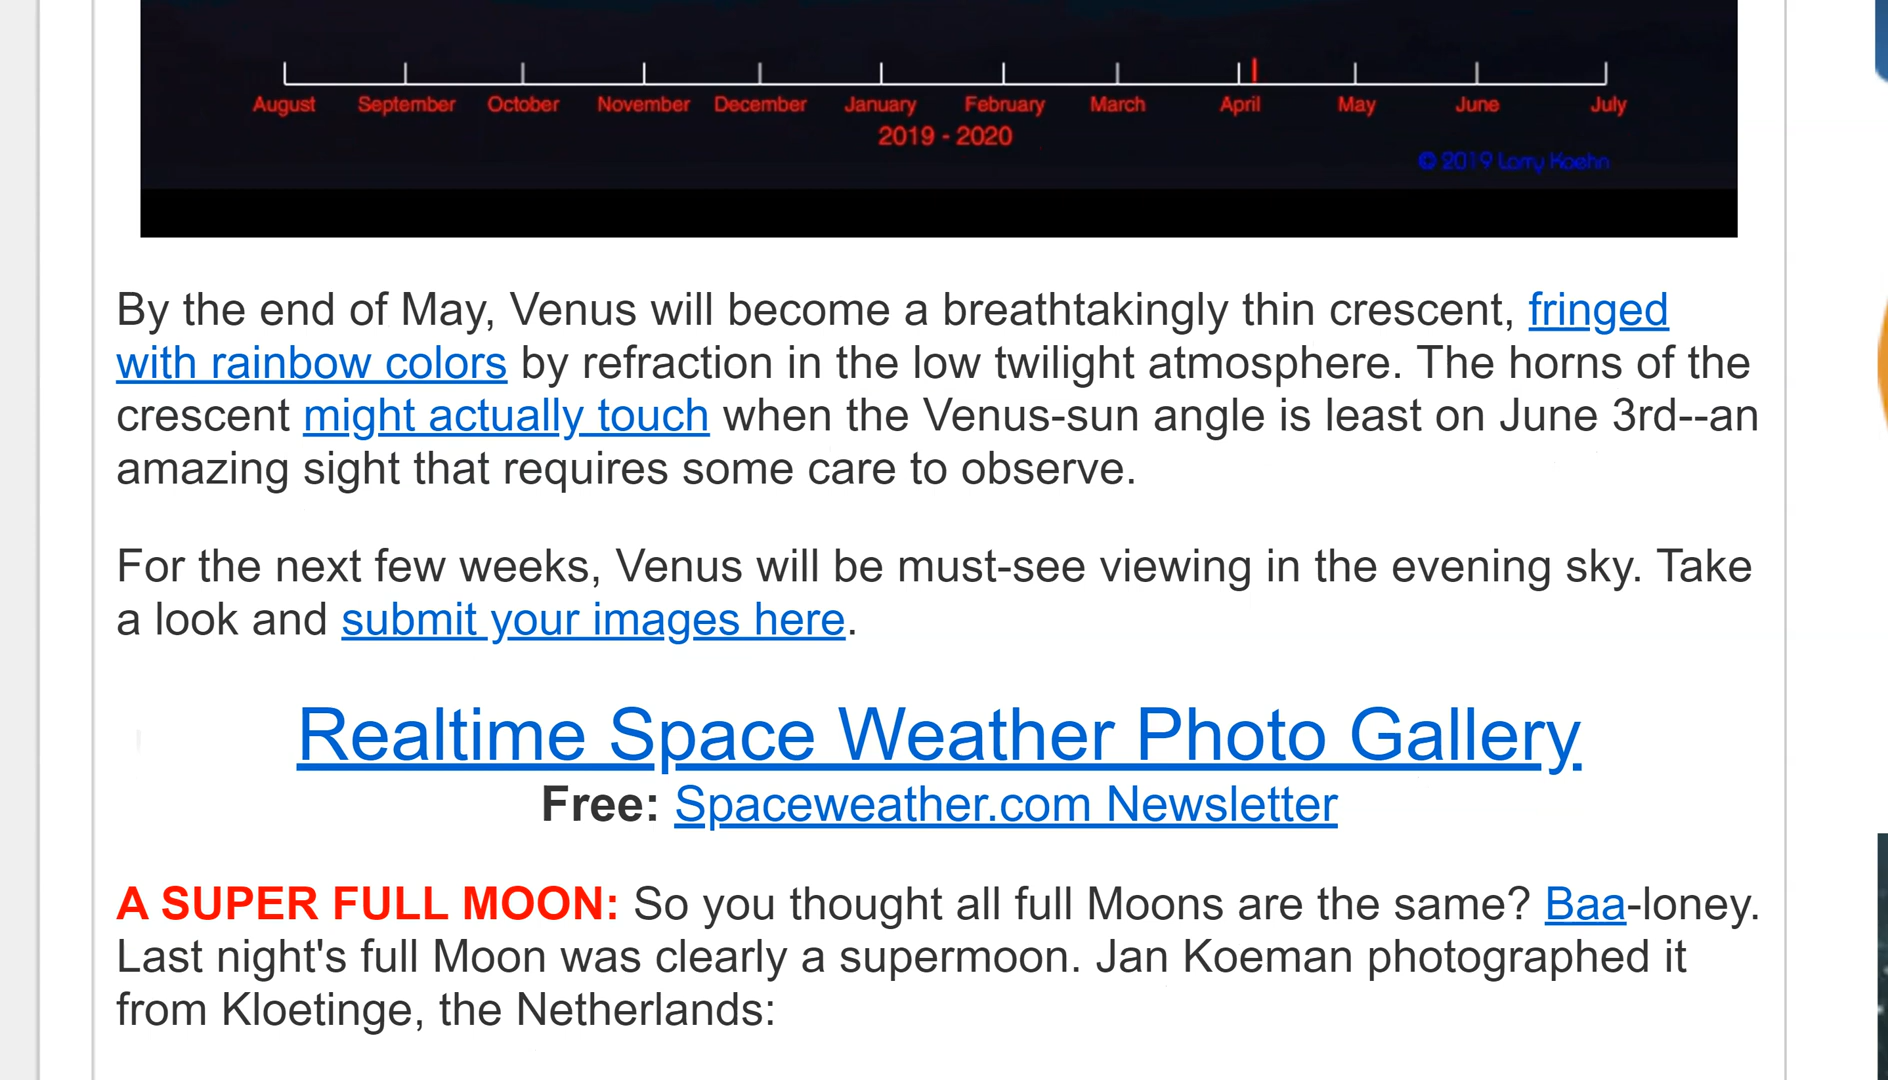 August September October November December January February March April May June July
2019 - 2020
© 2019 Larry Koehn
By the end of May, Venus will become a breathtakingly thin crescent, fringed
with rainbow colors by refraction in the low twilight atmosphere. The horns of the
crescent might actually touch when the Venus-sun angle is least on June 3rd--an
amazing sight that requires some care to observe.
For the next few weeks, Venus will be must-see viewing in the evening sky. Take
a look and submit your images here.
Realtime Space Weather Photo Gallery
Free: Spaceweather.com Newsletter
A SUPER FULL MOON: So you thought all full Moons are the same? Baa-loney.
Last night's full Moon was clearly a supermoon. Jan Koeman photographed it
from Kloetinge, the Netherlands: